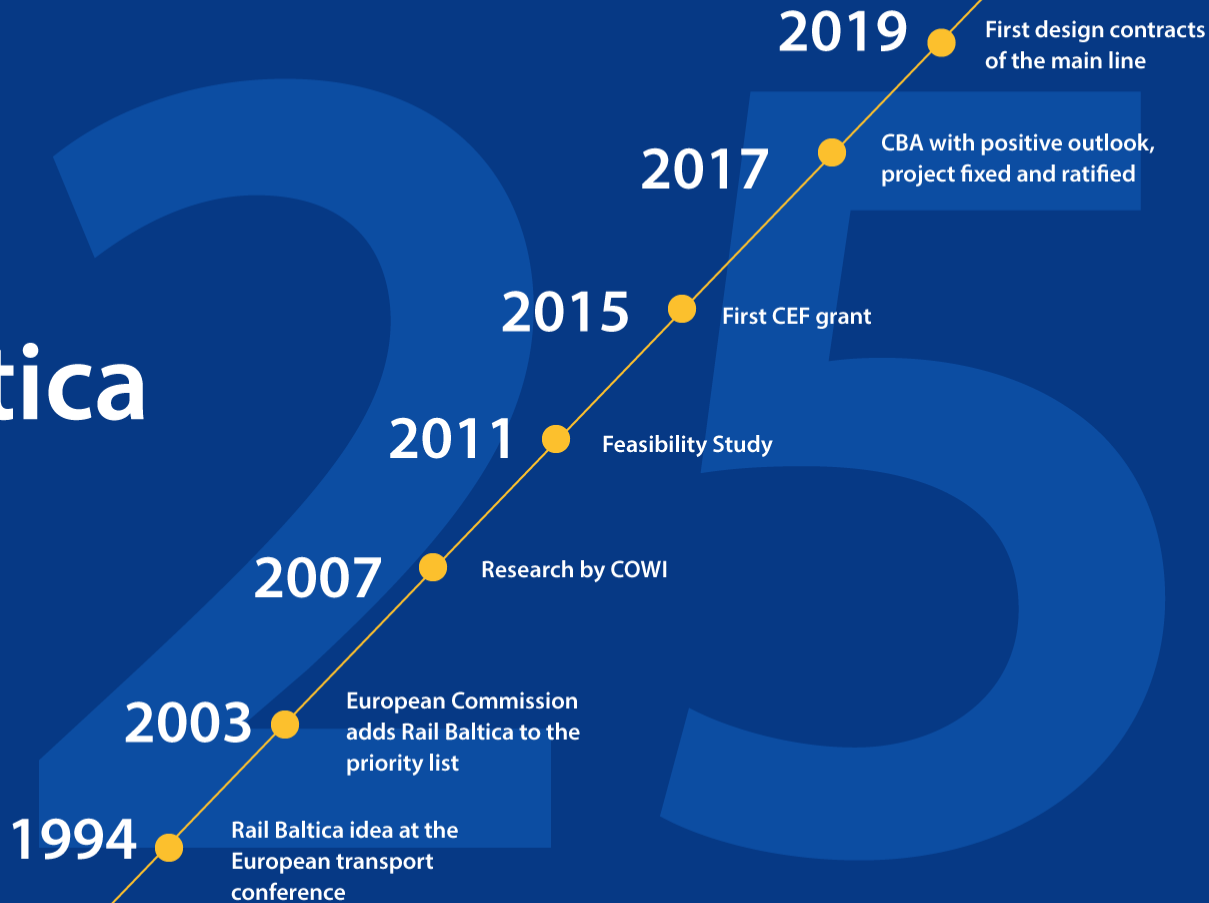 2019
First design contracts
of the main line
2017
CBA with positive outlook,
project fixed and ratified
2015
First CEF grant
tica
2011
Feasibility Study
2007
Research by COWI
2003
European Commission
adds Rail Baltica to the
priority list
1994
Rail Baltica idea at the
European transport
conference
25